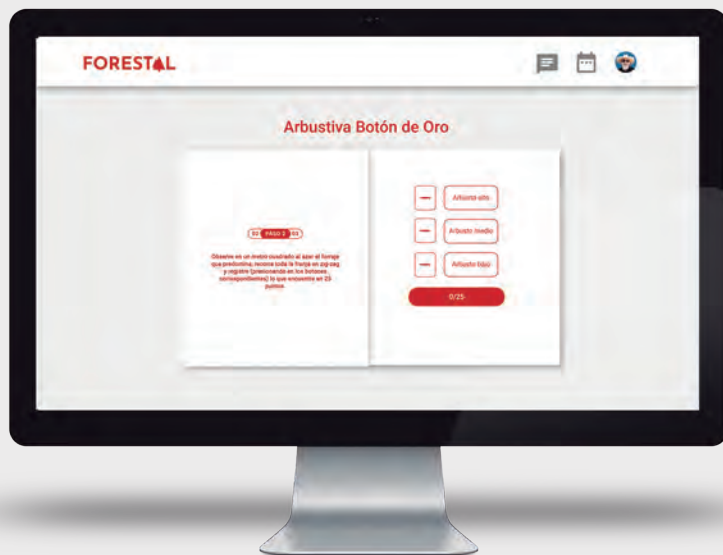 FORESTAL
Arbustiva Botón de Oro
PASO 3
Observe en un metro cuadrado al azar el forraje
que predomina, recorra toda la franja en zig-zag
y registre (presionando en los botones
correspondientes) lo que encuentre en 25
puntos
Arbusto alto
Arbusto medio
Arbusto bajo
0/25